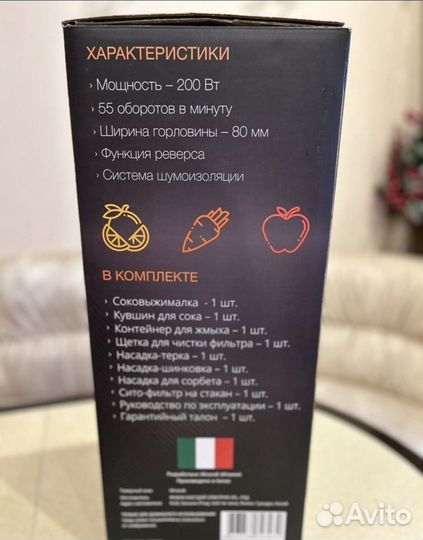 ХАРАКТЕРИСТИКИ
› Мощность – 200 Вт
› 55 оборотов в минуту
› Ширина горловины – 80 мм
› Функция реверса
› Система шумоизоляции
В КОМПЛЕКТЕ
› Соковыжималка - 1 шт.
› Кувшин для сока – 1 шт.
› Контейнер для жмыха – 1 шт.
› Щетка для чистки фильтра – 1 шт.
› Насадка-терка – 1 шт.
› Насадка-шинковка – 1 шт.
› Насадка для сорбета – 1 шт.
› Сито-фильтр на стакан – 1 шт.
› Руководство по эксплуатации – 1 шт.
› Гарантийный талон – 1 шт.
Произведено в Китае
Avito